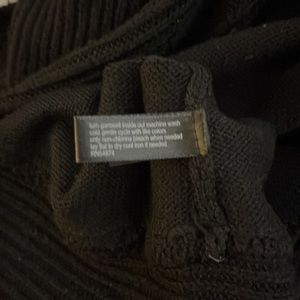 turn garment inside out machine wash
cold gentle cycle with like colors
only non-chlorine bleach when needed
lay flat to dry cool iron if needed